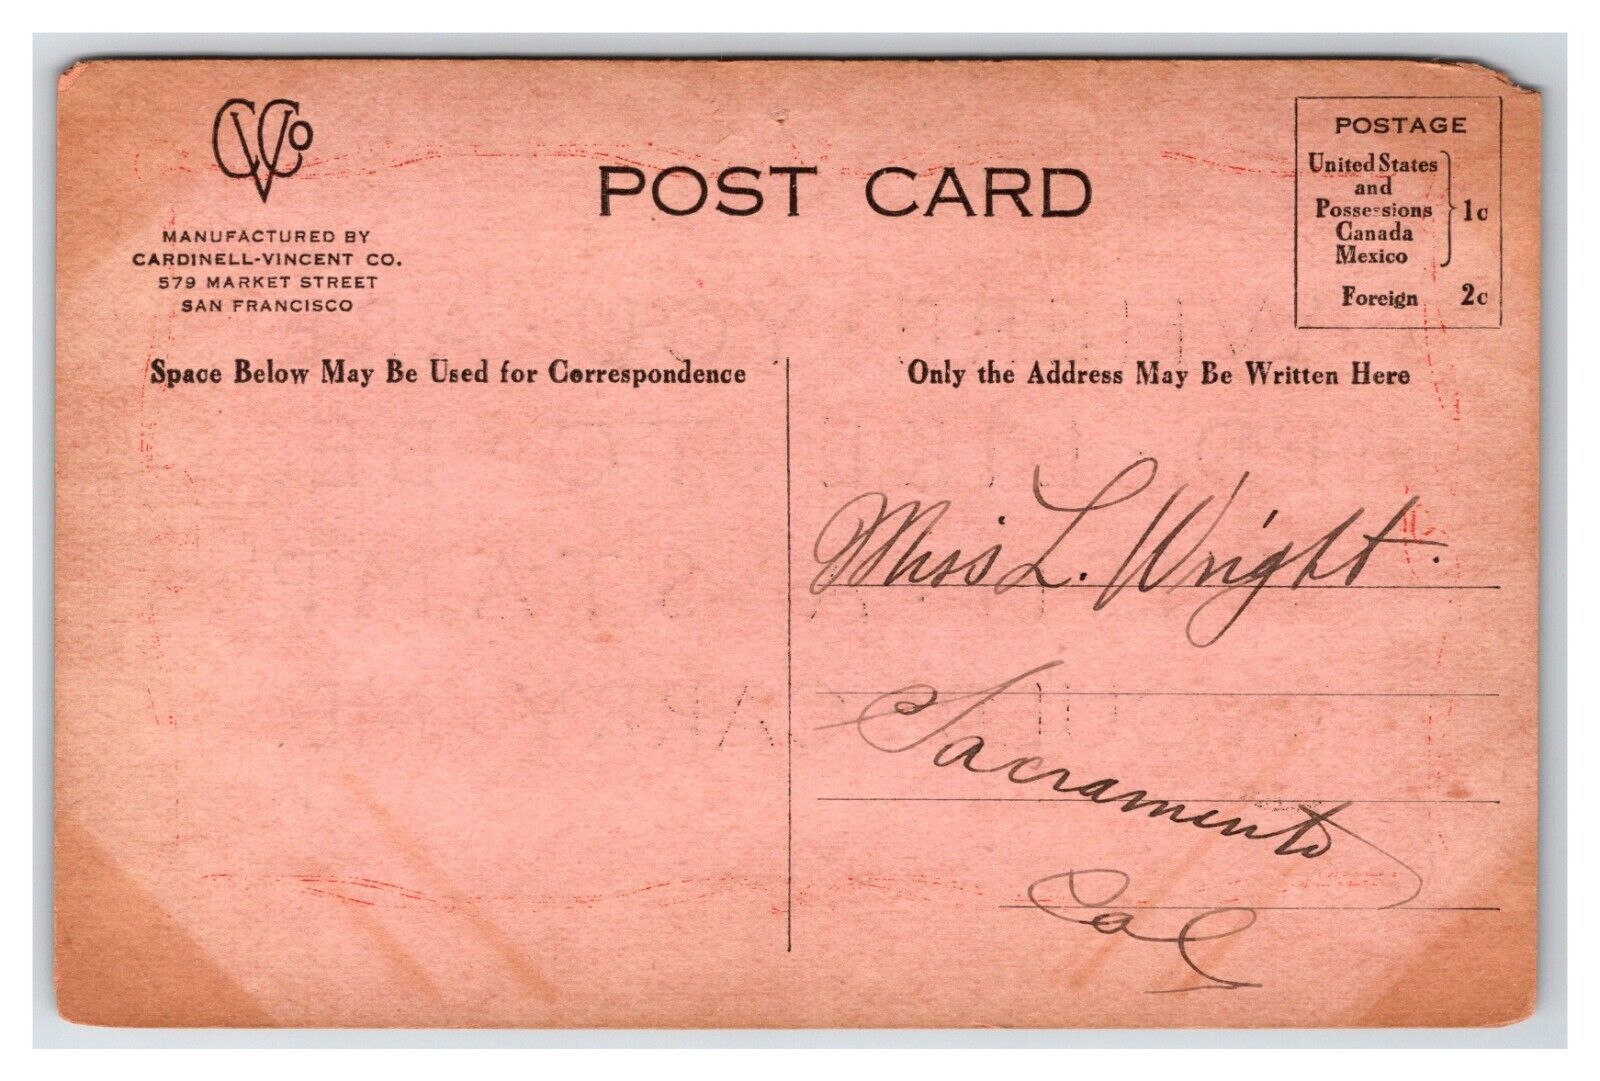 CVCo
MANUFACTURED BY
CARDINELL-VINCENT CO.
579 MARKET STREET
SAN FRANCISCO
POST CARD
POSTAGE
United States
and
Possessions
Canada
Mexico
1c
Foreign 2c
Space Below May Be Used for Correspondence
Only the Address May Be Written Here
Miss L. Wright.
Sacramento
Cal